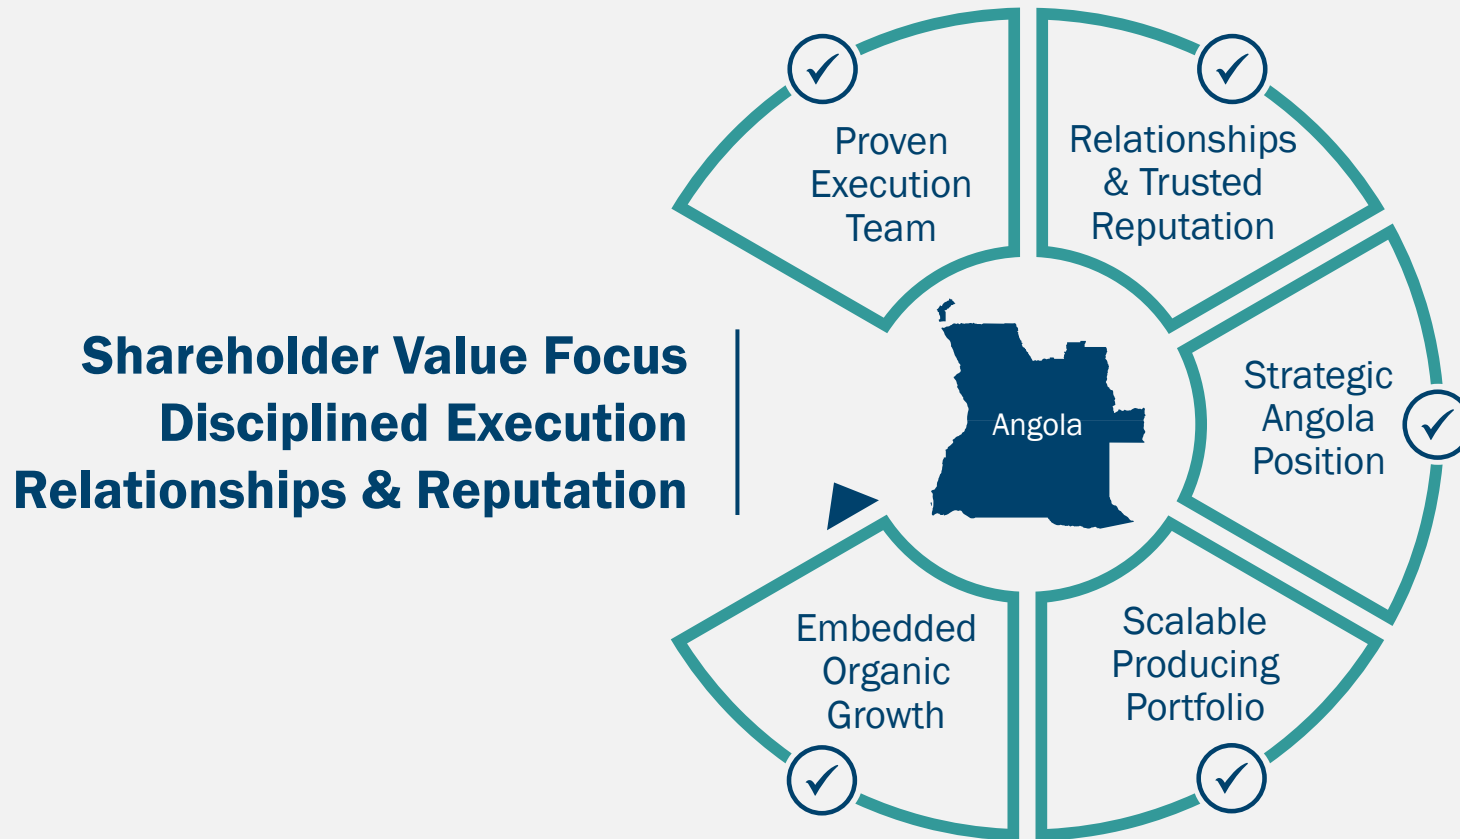 Shareholder Value Focus
Disciplined Execution
Relationships & Reputation
Proven
Execution
Team
Relationships
& Trusted
Reputation
Strategic
Angola
Position
Scalable
Producing
Portfolio
Embedded
Organic
Growth
Angola